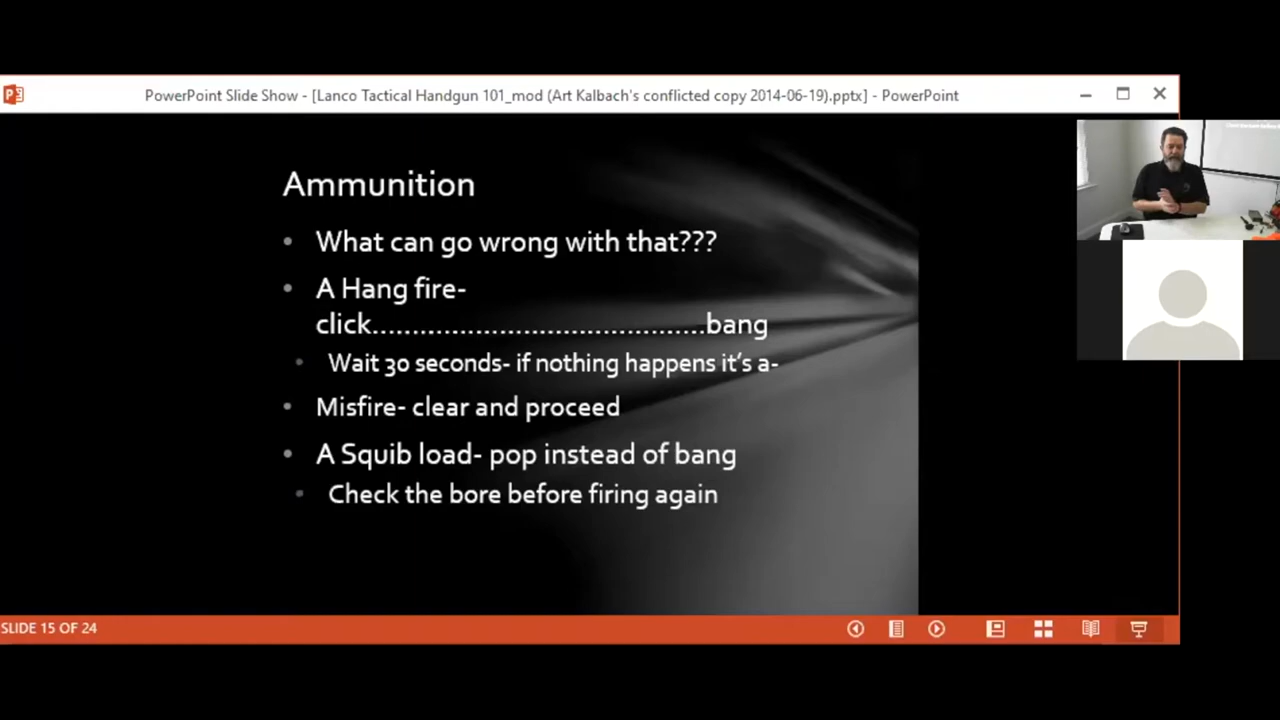 PowerPoint Slide Show - [Lanco Tactical Handgun 101_mod (Art Kalbach's conflicted copy 2014-06-19).pptx] - PowerPoint
Ammunition
• What can go wrong with that???
• A Hang fire-
click.........................................bang
• Wait 30 seconds- if nothing happens it's a-
• Misfire- clear and proceed
• A Squib load- pop instead of bang
• Check the bore before firing again
SLIDE 15 OF 24